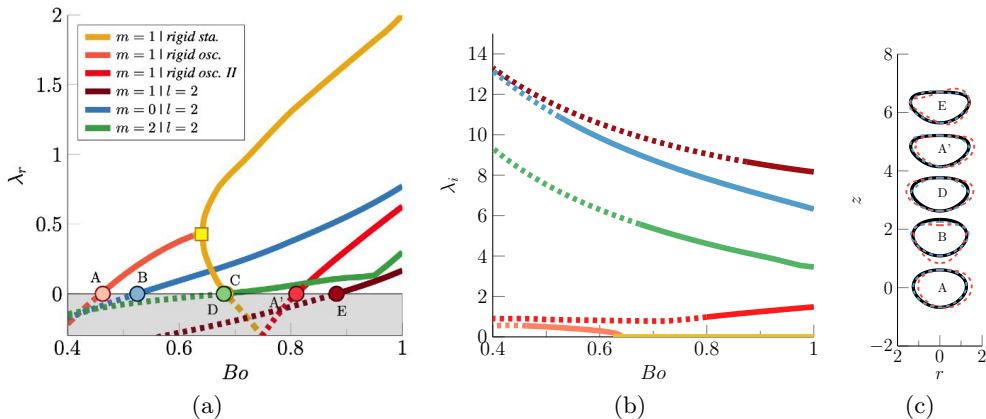 2
1.5
1
0.5
0
λr
m = 1 | rigid sta.
m = 1 | rigid osc.
m = 1 | rigid osc. II
m = 1 | l = 2
m = 0 | l = 2
m = 2 | l = 2
A
B
C
D
A'
E
0.4
0.6
0.8
1
Bo
(a)
14
12
10
8
6
4
2
0
λi
0.4
0.6
0.8
1
Bo
(b)
8
6
4
2
0
−2
z
E
A'
D
B
A
−2
0
2
r
(c)